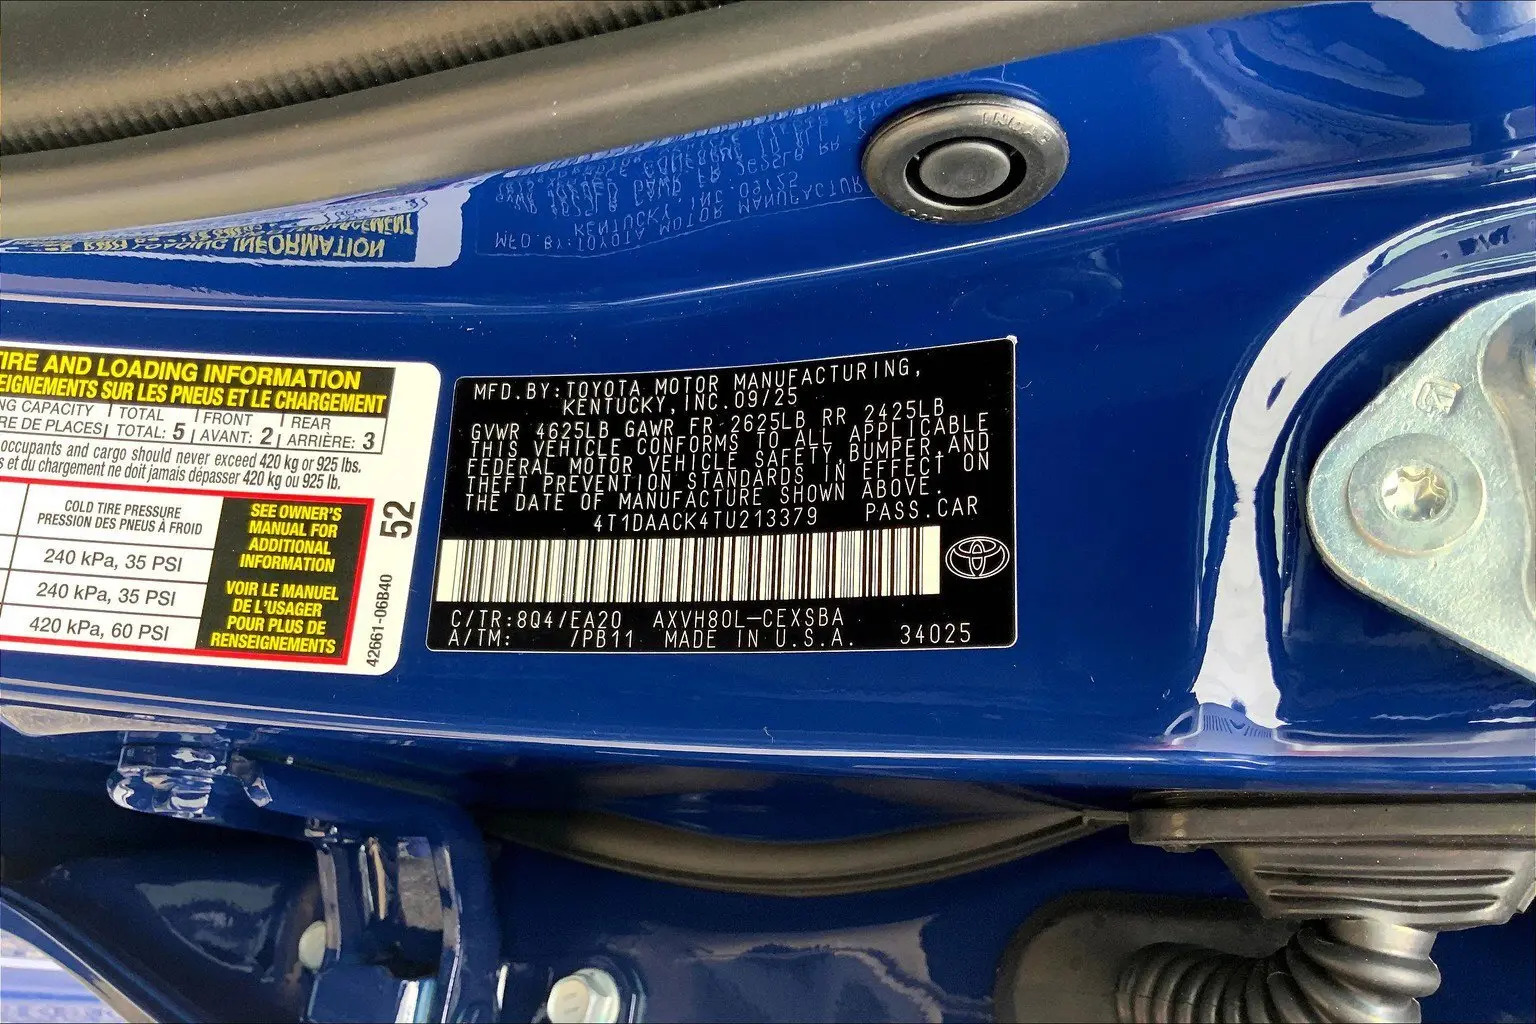 TIRE AND LOADING INFORMATION
SUR LES PNEUS ET LE CHARGEMENT
CAPACITY | TOTAL | FRONT | REAR
DE PLACES | TOTAL: 5 | AVANT: 2 | ARRIÈRE: 3
occupants and cargo should never exceed 420 kg or 925 lbs.
et du chargement ne doit jamais dépasser 420 kg ou 925 lb.
COLD TIRE PRESSURE
PRESSION DES PNEUS À FROID
240 kPa, 35 PSI
240 kPa, 35 PSI
420 kPa, 60 PSI
SEE OWNER'S
MANUAL FOR
ADDITIONAL
INFORMATION
VOIR LE MANUEL
DE L'USAGER
POUR PLUS DE
RENSEIGNEMENTS
52
42661-06B40
MFD.BY:TOYOTA MOTOR MANUFACTURING,
KENTUCKY, INC.09/25
GVWR 4625LB GAWR FR 2625LB RR 2425LB
THIS VEHICLE CONFORMS TO ALL APPLICABLE
FEDERAL MOTOR VEHICLE SAFETY,BUMPER,AND
THEFT PREVENTION STANDARDS IN EFFECT ON
THE DATE OF MANUFACTURE SHOWN ABOVE.
4T1DAACK4TU213379 PASS.CAR
C/TR:8Q4/EA20 AXVH80L-CEXSBA
A/TM: /PB11 MADE IN U.S.A. 34025